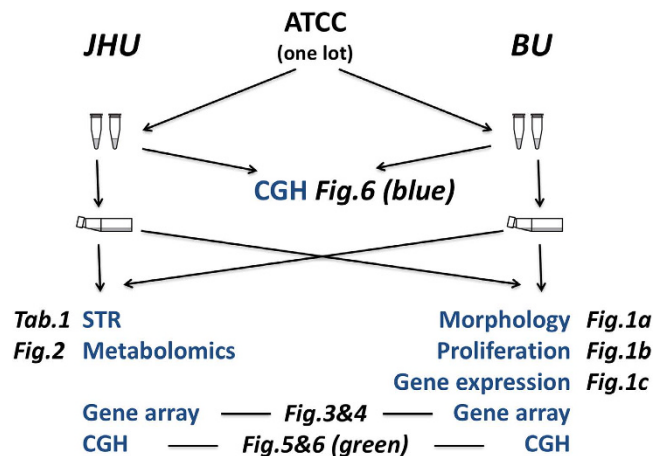 JHU ATCC BU
(one lot)
CGH Fig.6 (blue)
Tab.1 STR Morphology Fig.1a
Fig.2 Metabolomics Proliferation Fig.1b
Gene expression Fig.1c
Gene array Fig.3&4 Gene array
CGH Fig.5&6 (green) CGH